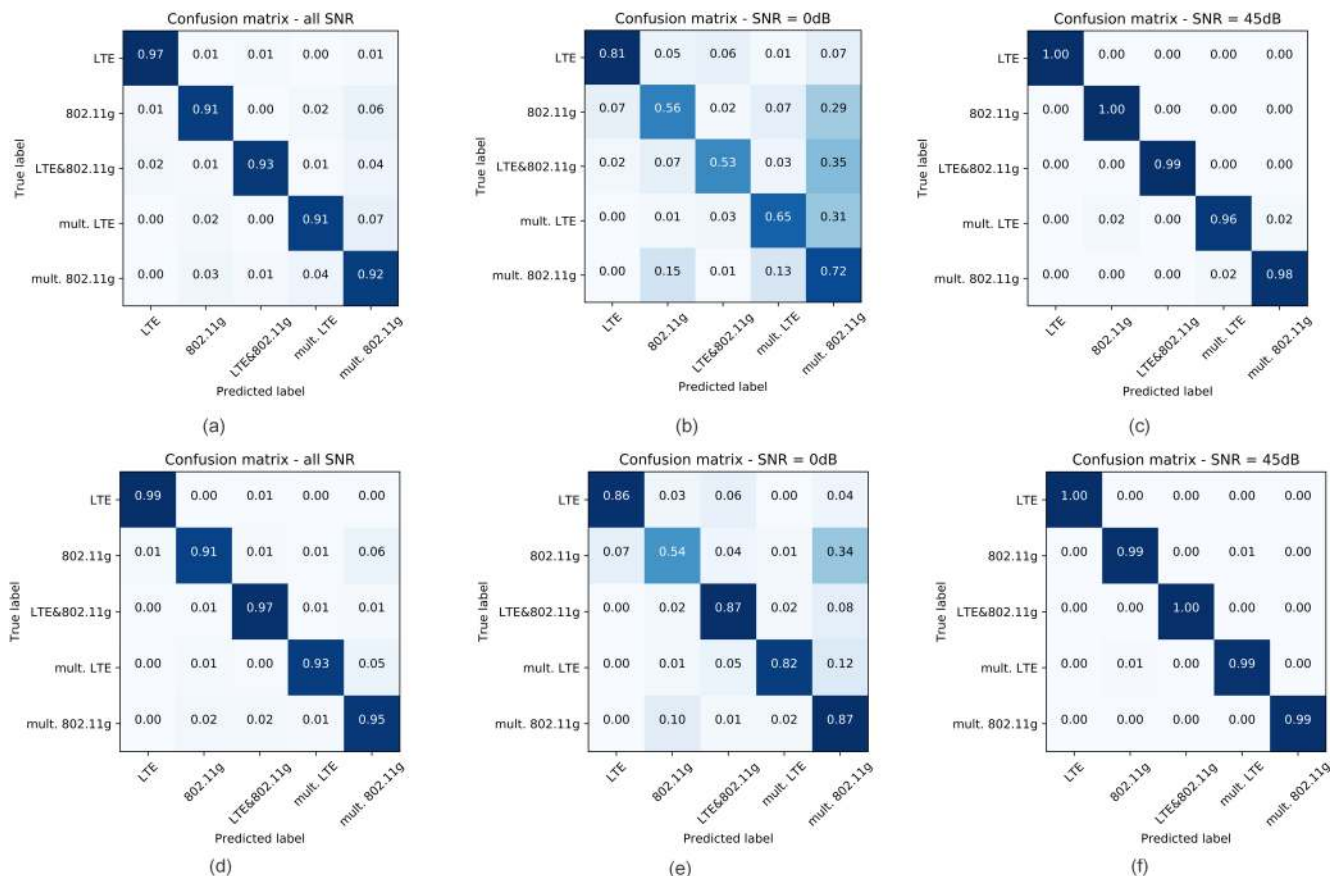 Confusion matrix - all SNR
True label
LTE 0.97 0.01 0.01 0.00 0.01
802.11g 0.01 0.91 0.00 0.02 0.06
LTE&802.11g 0.02 0.01 0.93 0.01 0.04
mult. LTE 0.00 0.02 0.00 0.91 0.07
mult. 802.11g 0.00 0.03 0.01 0.04 0.92
LTE 802.11g LTE&802.11g mult. LTE mult. 802.11g
Predicted label
(a)
Confusion matrix - SNR = 0dB
True label
LTE 0.81 0.05 0.06 0.01 0.07
802.11g 0.07 0.56 0.02 0.07 0.29
LTE&802.11g 0.02 0.07 0.53 0.03 0.35
mult. LTE 0.00 0.01 0.03 0.65 0.31
mult. 802.11g 0.00 0.15 0.01 0.13 0.72
LTE 802.11g LTE&802.11g mult. LTE mult. 802.11g
Predicted label
(b)
Confusion matrix - SNR = 45dB
True label
LTE 1.00 0.00 0.00 0.00 0.00
802.11g 0.00 1.00 0.00 0.00 0.00
LTE&802.11g 0.00 0.00 0.99 0.00 0.00
mult. LTE 0.00 0.02 0.00 0.96 0.02
mult. 802.11g 0.00 0.00 0.00 0.02 0.98
LTE 802.11g LTE&802.11g mult. LTE mult. 802.11g
Predicted label
(c)
Confusion matrix - all SNR
True label
LTE 0.99 0.00 0.01 0.00 0.00
802.11g 0.01 0.91 0.01 0.01 0.06
LTE&802.11g 0.00 0.01 0.97 0.01 0.01
mult. LTE 0.00 0.01 0.00 0.93 0.05
mult. 802.11g 0.00 0.02 0.02 0.01 0.95
LTE 802.11g LTE&802.11g mult. LTE mult. 802.11g
Predicted label
(d)
Confusion matrix - SNR = 0dB
True label
LTE 0.86 0.03 0.06 0.00 0.04
802.11g 0.07 0.54 0.04 0.01 0.34
LTE&802.11g 0.00 0.02 0.87 0.02 0.08
mult. LTE 0.00 0.01 0.05 0.82 0.12
mult. 802.11g 0.00 0.10 0.01 0.02 0.87
LTE 802.11g LTE&802.11g mult. LTE mult. 802.11g
Predicted label
(e)
Confusion matrix - SNR = 45dB
True label
LTE 1.00 0.00 0.00 0.00 0.00
802.11g 0.00 0.99 0.00 0.01 0.00
LTE&802.11g 0.00 0.00 1.00 0.00 0.00
mult. LTE 0.00 0.01 0.00 0.99 0.00
mult. 802.11g 0.00 0.00 0.00 0.00 0.99
LTE 802.11g LTE&802.11g mult. LTE mult. 802.11g
Predicted label
(f)